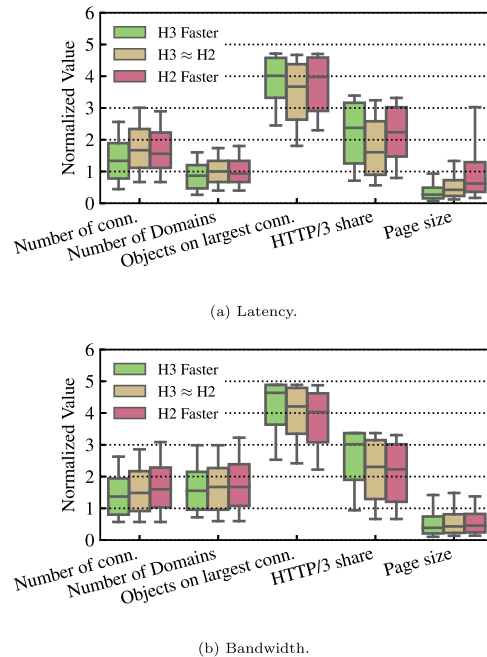 6
H3 Faster
5
H3 ≈ H2
4
H2 Faster
3
2
1
0
Normalized Value
Number of conn.
Number of Domains
Objects on largest conn.
HTTP/3 share
Page size
(a) Latency.
6
H3 Faster
5
H3 ≈ H2
4
H2 Faster
3
2
1
0
Normalized Value
Number of conn.
Number of Domains
Objects on largest conn.
HTTP/3 share
Page size
(b) Bandwidth.